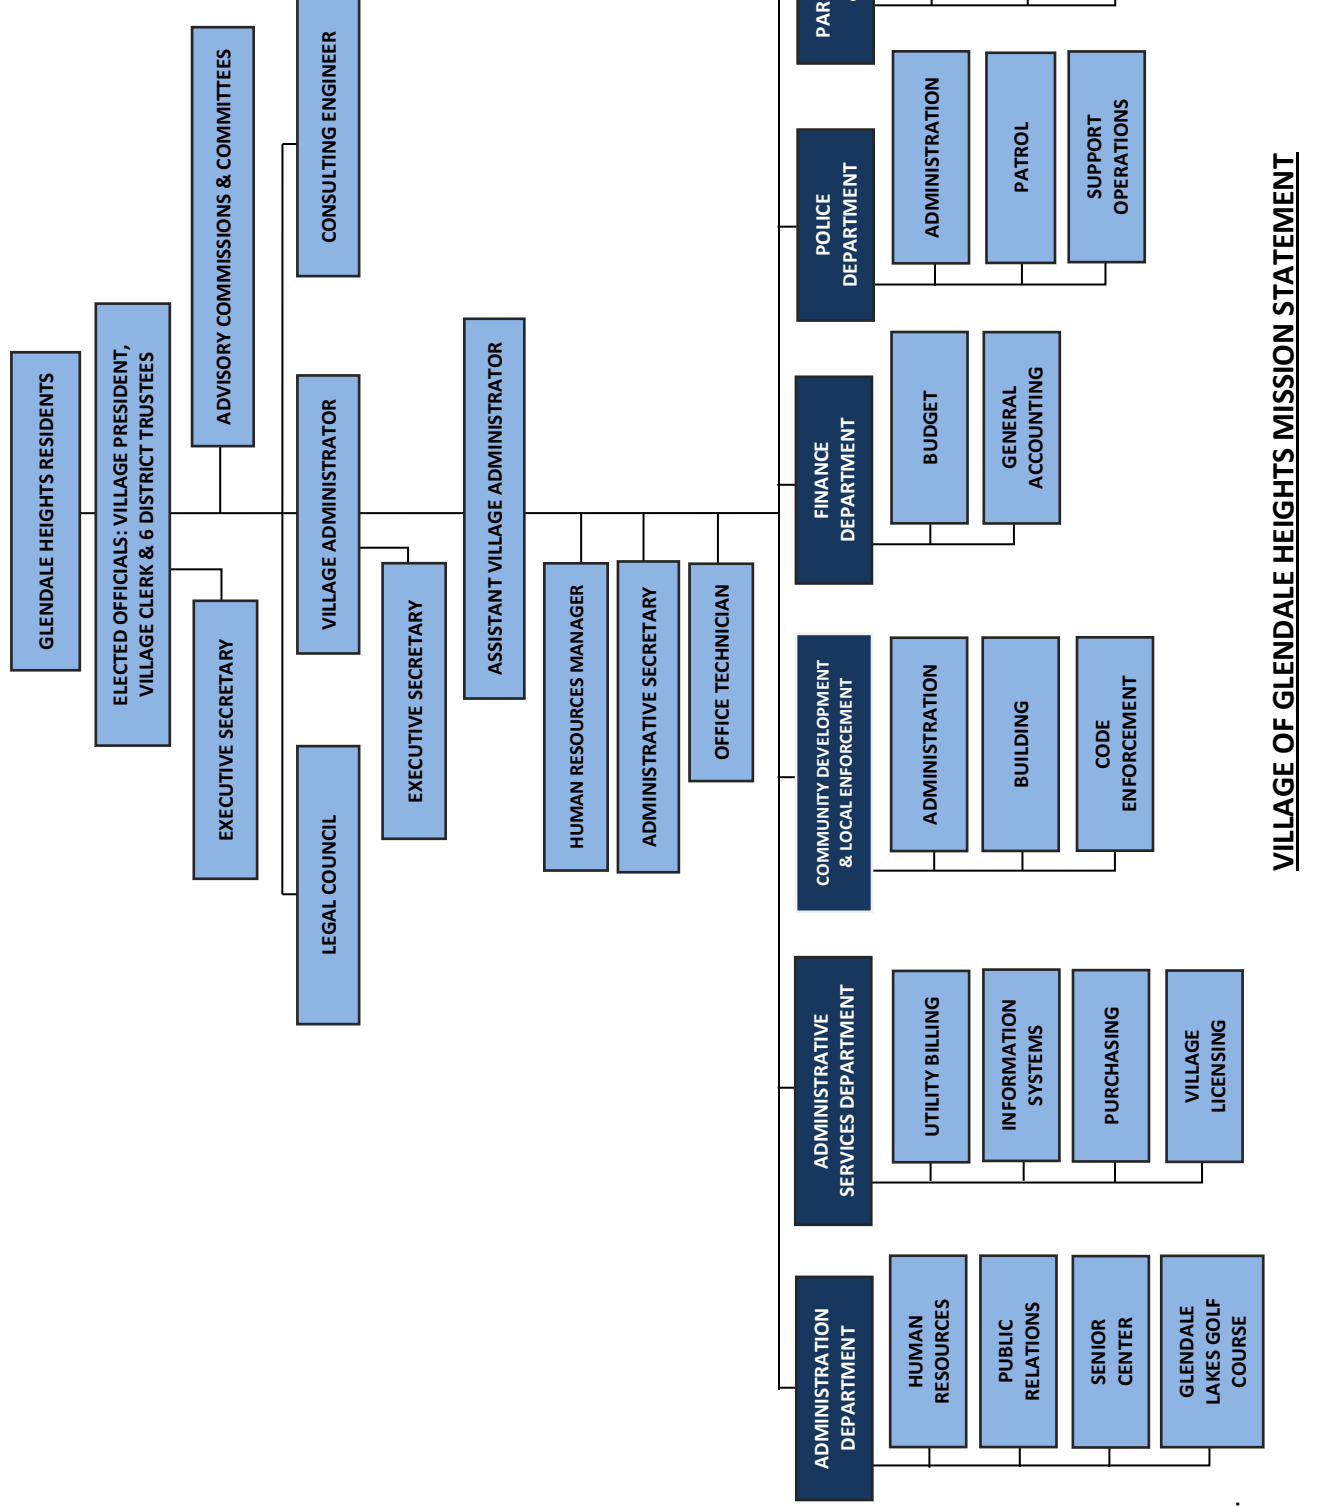 GLENDALE HEIGHTS RESIDENTS
ELECTED OFFICIALS: VILLAGE PRESIDENT,
VILLAGE CLERK & 6 DISTRICT TRUSTEES
EXECUTIVE SECRETARY
ADVISORY COMMISSIONS & COMMITTEES
LEGAL COUNCIL
VILLAGE ADMINISTRATOR
CONSULTING ENGINEER
EXECUTIVE SECRETARY
ASSISTANT VILLAGE ADMINISTRATOR
HUMAN RESOURCES MANAGER
ADMINISTRATIVE SECRETARY
OFFICE TECHNICIAN
ADMINISTRATION
DEPARTMENT
HUMAN
RESOURCES
PUBLIC
RELATIONS
SENIOR
CENTER
GLENDALE
LAKES GOLF
COURSE
ADMINISTRATIVE
SERVICES DEPARTMENT
UTILITY BILLING
INFORMATION
SYSTEMS
PURCHASING
VILLAGE
LICENSING
COMMUNITY DEVELOPMENT
& LOCAL ENFORCEMENT
ADMINISTRATION
BUILDING
CODE
ENFORCEMENT
FINANCE
DEPARTMENT
BUDGET
GENERAL
ACCOUNTING
POLICE
DEPARTMENT
ADMINISTRATION
PATROL
SUPPORT
OPERATIONS
PAR
VILLAGE OF GLENDALE HEIGHTS MISSION STATEMENT